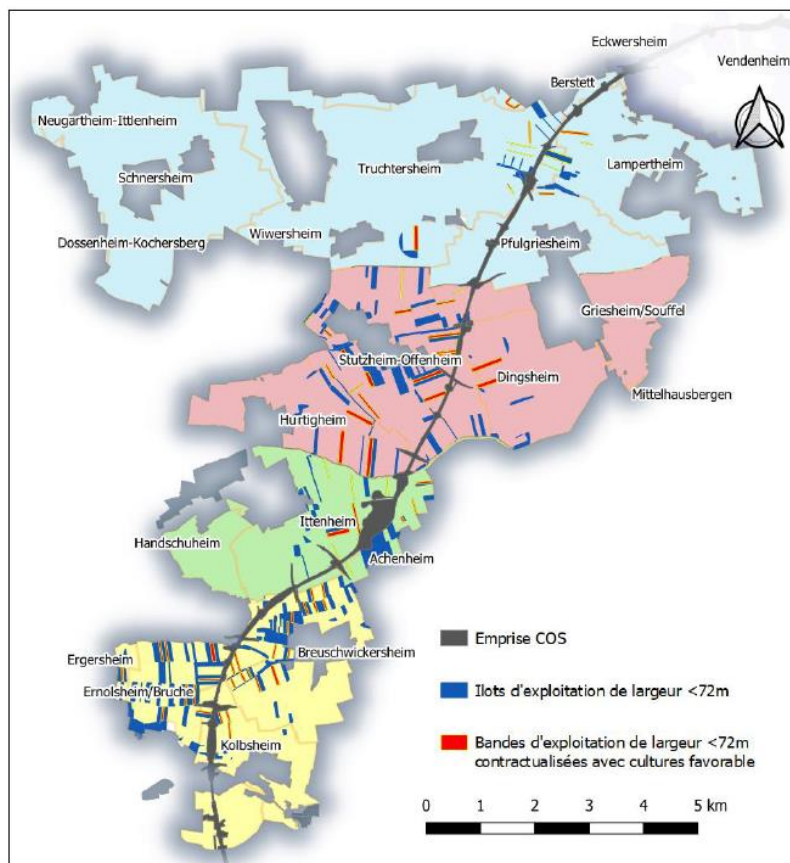 Eckwersheim
Vendenheim
Berstett
Neugartheim-Ittlenheim
Schnersheim
Truchtersheim
Lampertheim
Dossenheim-Kochersberg
Wiwersheim
Pfulgriesheim
Griesheim/Souffel
Stutzheim-Offenheim
Dingsheim
Mittelhausbergen
Hurtigheim
Ittenheim
Handschuheim
Achenheim
Emprise COS
Breuschwickersheim
Ergersheim
Ernolsheim/Bruche
Ilots d'exploitation de largeur <72m
Kolbsheim
Bandes d'exploitation de largeur <72m
contractualisées avec cultures favorable
0 1 2 3 4 5 km